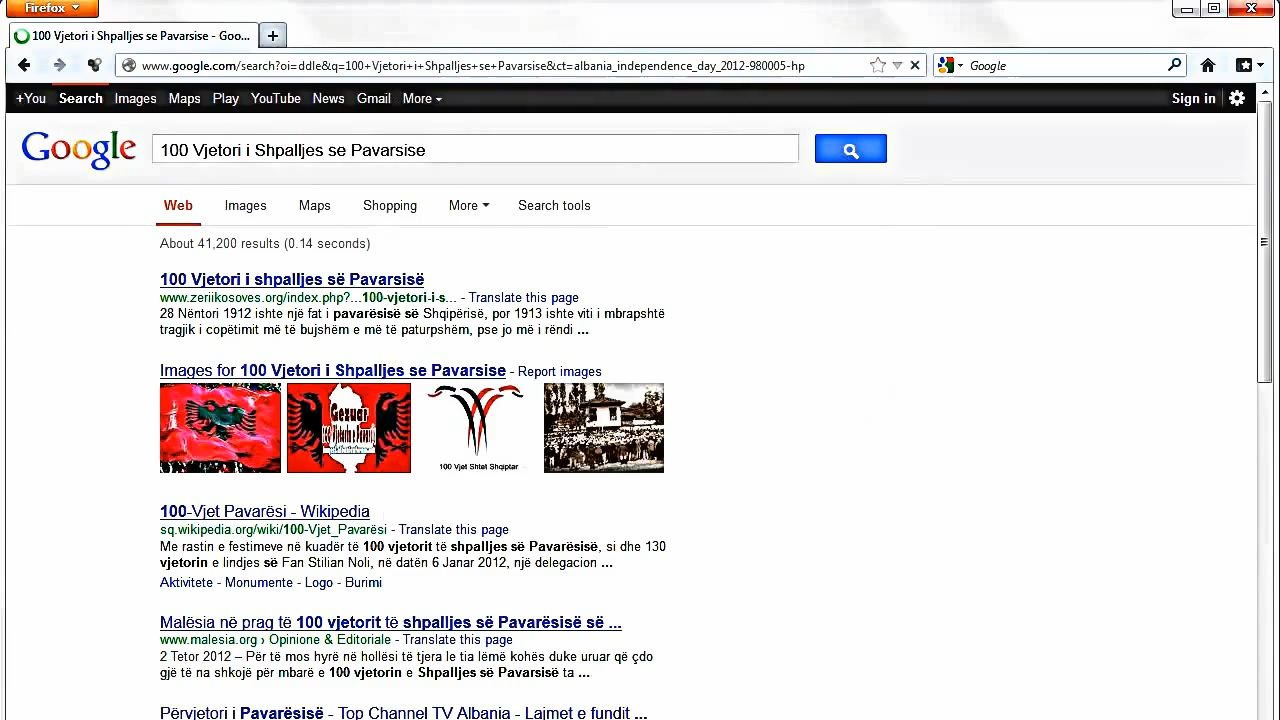 Firefox
100 Vjetori i Shpalljes se Pavarsise - Goo...
www.google.com/search?oi=ddle&q=100+Vjetori+i+Shpalljes+se+Pavarsise&ct=albania_independence_day_2012-980005-hp
Google
+You Search Images Maps Play YouTube News Gmail More
Sign in
Google
100 Vjetori i Shpalljes se Pavarsise
Web Images Maps Shopping More Search tools
About 41,200 results (0.14 seconds)
100 Vjetori i shpalljes së Pavarsisë
www.zeriikosoves.org/index.php?...100-vjetori-i-s... - Translate this page
28 Nëntori 1912 ishte një fat i pavarësisë së Shqipërisë, por 1913 ishte viti i mbrapshtë
tragjik i copëtimit më të bujshëm e më të paturpshëm, pse jo më i rëndi ...
Images for 100 Vjetori i Shpalljes se Pavarsise - Report images
Gezuar
100 Vjet Shtet Shqiptar
100-Vjet Pavarësi - Wikipedia
sq.wikipedia.org/wiki/100-Vjet_Pavarësi - Translate this page
Me rastin e festimeve në kuadër të 100 vjetorit të shpalljes së Pavarësisë, si dhe 130
vjetorin e lindjes së Fan Stilian Noli, në datën 6 Janar 2012, një delegacion ...
Aktivitete - Monumente - Logo - Burimi
Malësia në prag të 100 vjetorit të shpalljes së Pavarësisë së ...
www.malesia.org › Opinione & Editoriale - Translate this page
2 Tetor 2012 – Për të mos hyrë në hollësi të tjera le tia lëmë kohës duke uruar që çdo
gjë të na shkojë për mbarë e 100 vjetorin e Shpalljes së Pavarsisë ta ...
Përvjetori i Pavarësisë - Top Channel TV Albania - Lajmet e fundit ...